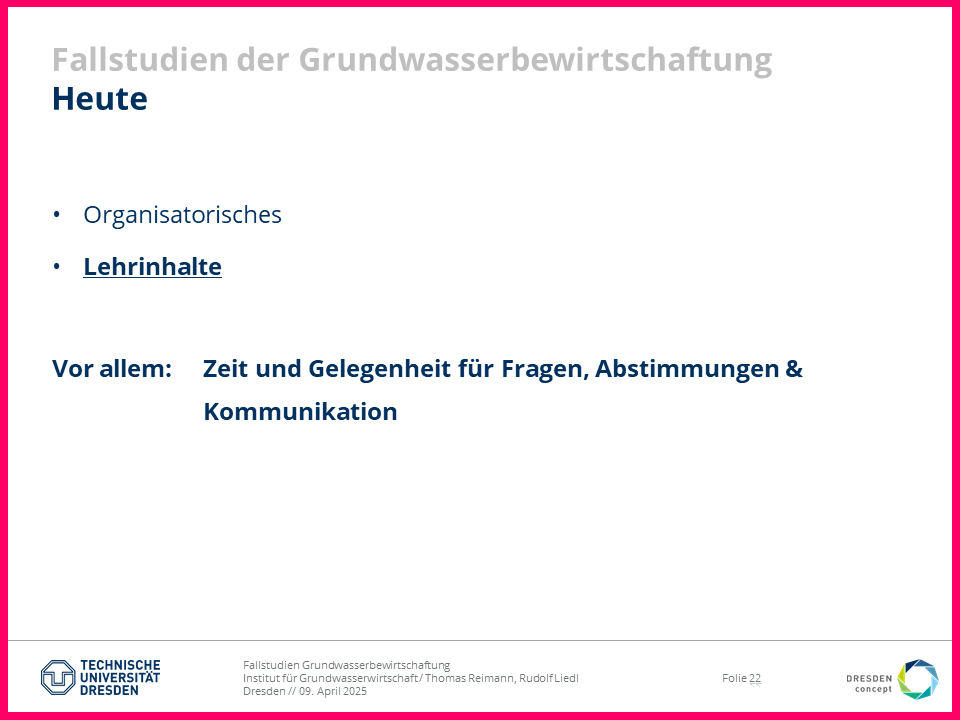 Fallstudien der Grundwasserbewirtschaftung
Heute
• Organisatorisches
• Lehrinhalte
Vor allem: Zeit und Gelegenheit für Fragen, Abstimmungen &
Kommunikation
TECHNISCHE
UNIVERSITÄT
DRESDEN
Fallstudien Grundwasserbewirtschaftung
Institut für Grundwasserwirtschaft / Thomas Reimann, Rudolf Liedl
Dresden // 09. April 2025
Folie 22
DRESDEN
concept